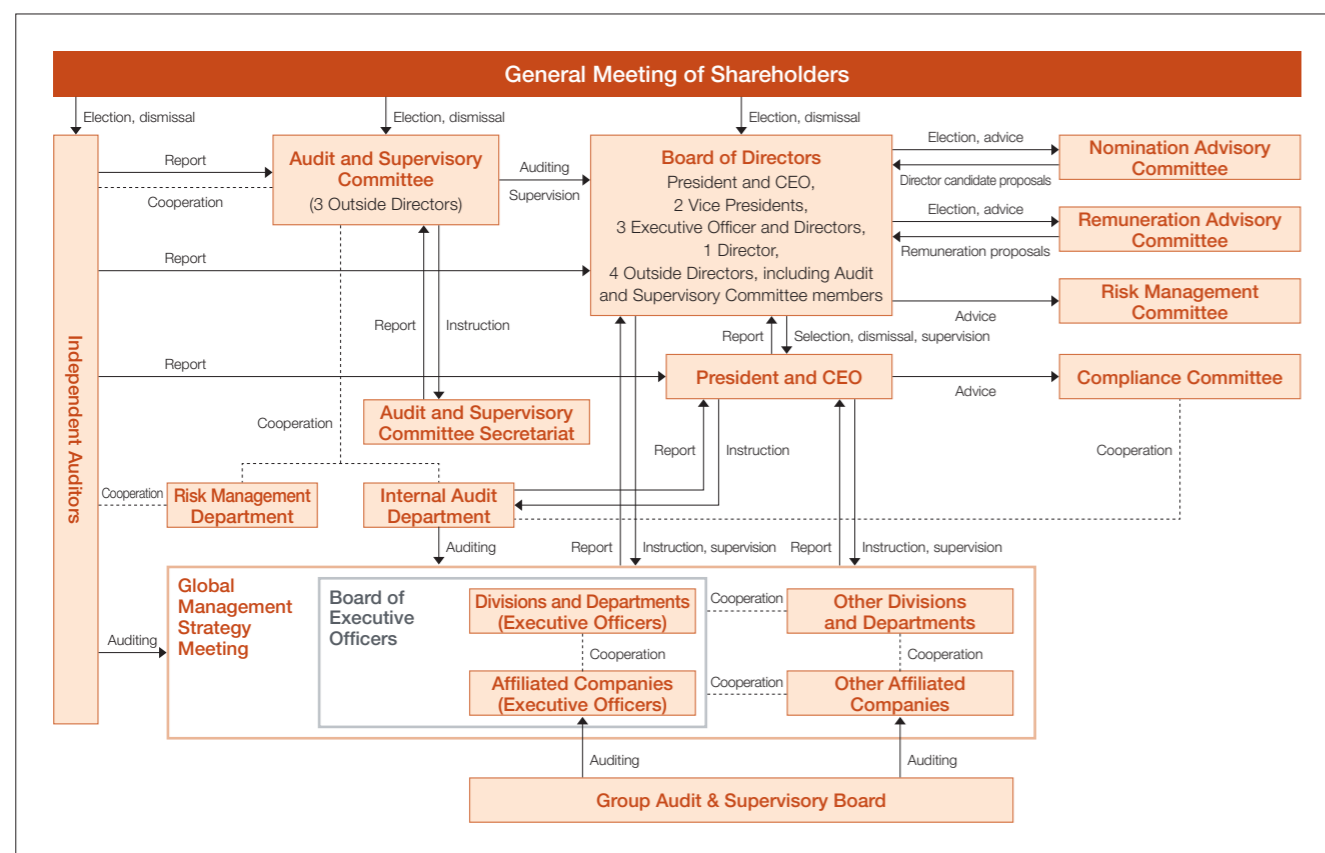 General Meeting of Shareholders
Election, dismissal
Election, dismissal
Election, dismissal
Independent Auditors
Report
Cooperation
Audit and Supervisory
Committee
(3 Outside Directors)
Auditing
Supervision
Board of Directors
President and CEO,
2 Vice Presidents,
3 Executive Officer and Directors,
1 Director,
4 Outside Directors, including Audit
and Supervisory Committee members
Election, advice
Director candidate proposals
Nomination Advisory
Committee
Election, advice
Remuneration proposals
Remuneration Advisory
Committee
Advice
Risk Management
Committee
Report
Report
Instruction
Report
Selection, dismissal, supervision
Report
President and CEO
Advice
Compliance Committee
Audit and Supervisory
Committee Secretariat
Cooperation
Report
Instruction
Cooperation
Cooperation
Risk Management
Department
Internal Audit
Department
Auditing
Report
Instruction, supervision
Report
Instruction, supervision
Auditing
Global
Management
Strategy
Meeting
Board of
Executive
Officers
Divisions and Departments
(Executive Officers)
Cooperation
Other Divisions
and Departments
Cooperation
Cooperation
Affiliated Companies
(Executive Officers)
Cooperation
Other Affiliated
Companies
Auditing
Auditing
Group Audit & Supervisory Board